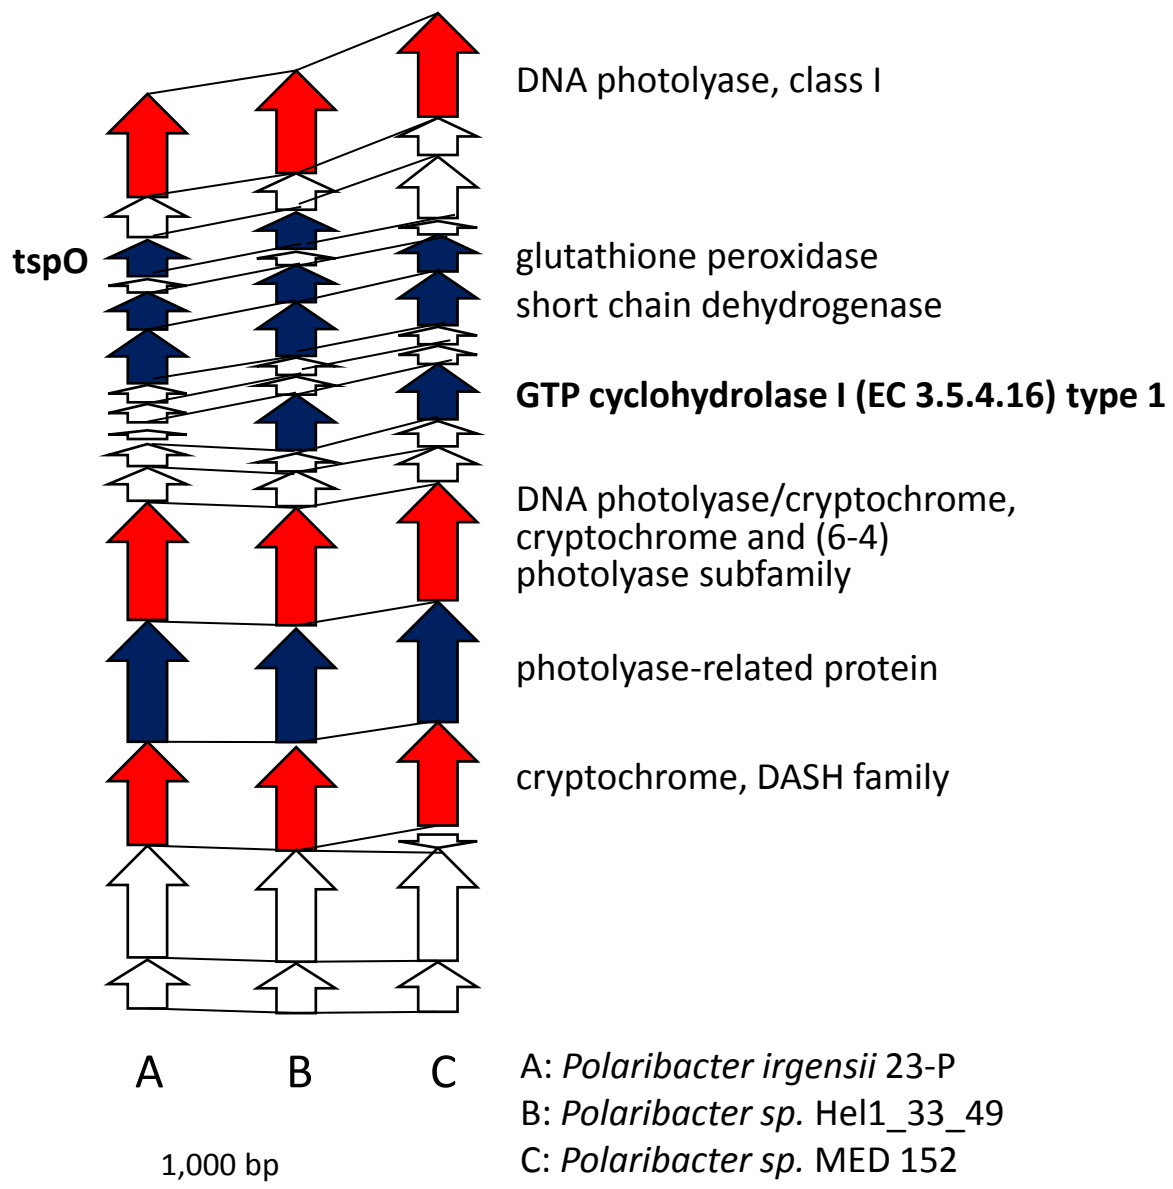 DNA photolyase, class I
tspO
glutathione peroxidase
short chain dehydrogenase
GTP cyclohydrolase I (EC 3.5.4.16) type 1
DNA photolyase/cryptochrome,
cryptochrome and (6-4)
photolyase subfamily
photolyase-related protein
cryptochrome, DASH family
A B C
A: Polaribacter irgensii 23-P
B: Polaribacter sp. Hel1_33_49
C: Polaribacter sp. MED 152
1,000 bp